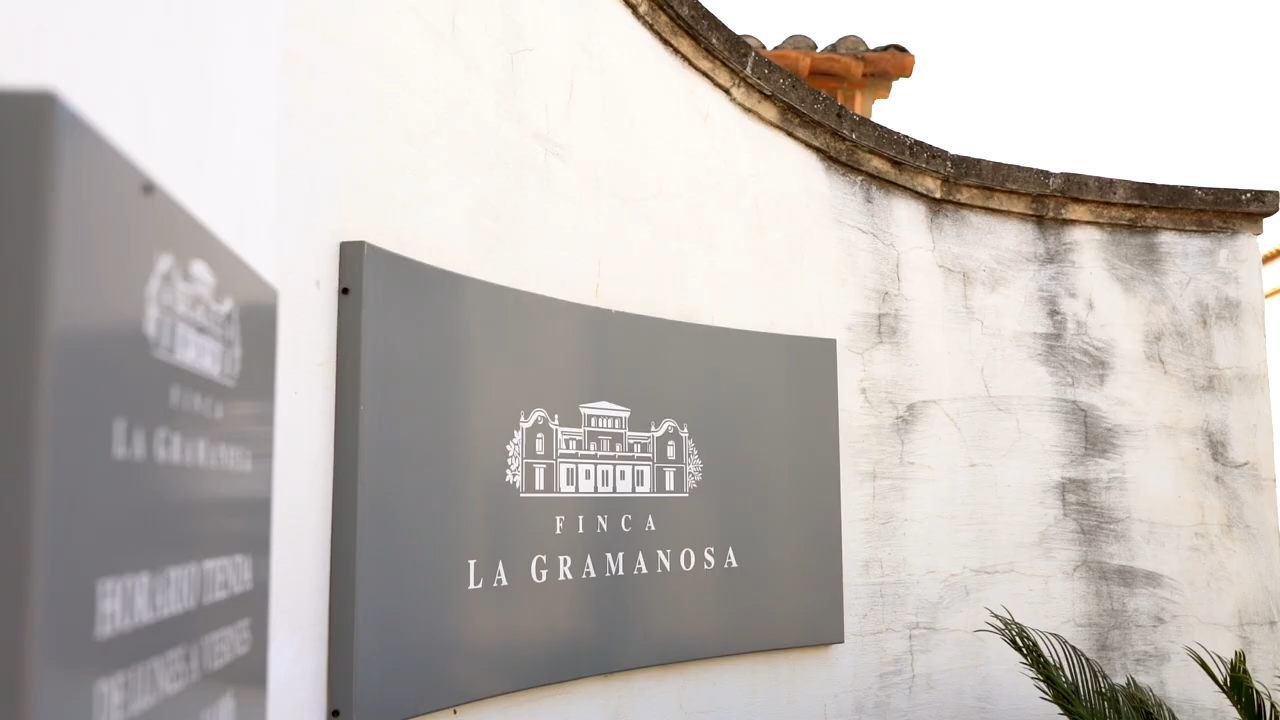 FINCA
LA GRAMANOSA
HORARIO TIENDA
DE LUNES A VIERNES
FINCA
LA GRAMANOSA